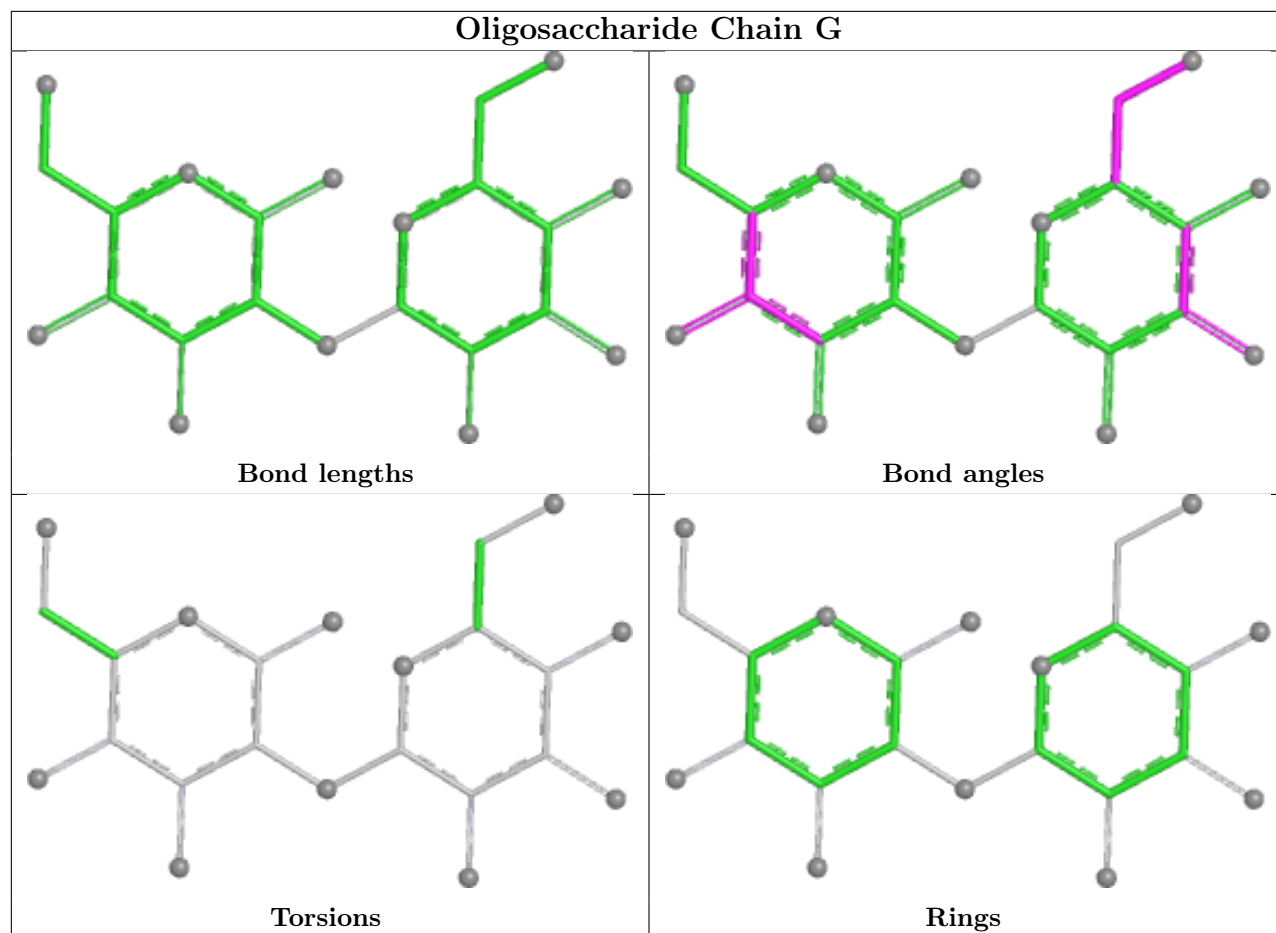 Oligosaccharide Chain G
Bond lengths
Bond angles
Torsions
Rings